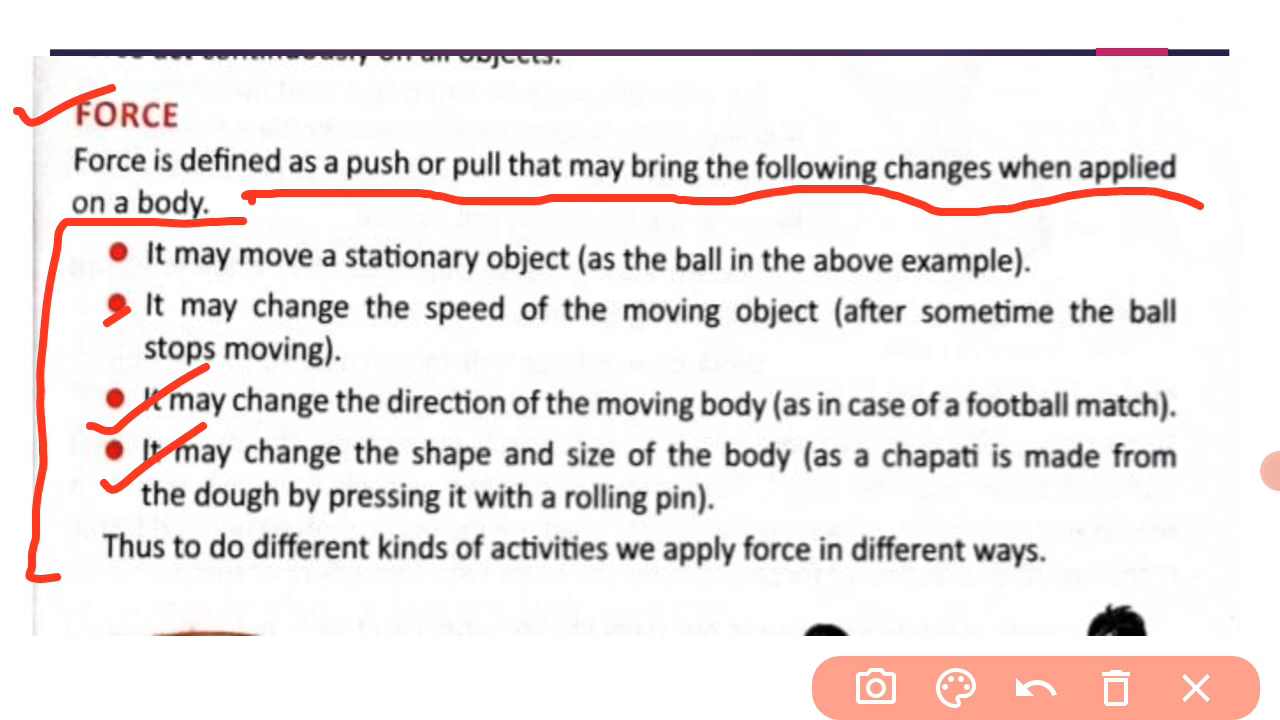 act continuously on all objects.
FORCE
Force is defined as a push or pull that may bring the following changes when applied
on a body.
It may move a stationary object (as the ball in the above example).
It may change the speed of the moving object (after sometime the ball
stops moving).
It may change the direction of the moving body (as in case of a football match).
It may change the shape and size of the body (as a chapati is made from
the dough by pressing it with a rolling pin).
Thus to do different kinds of activities we apply force in different ways.